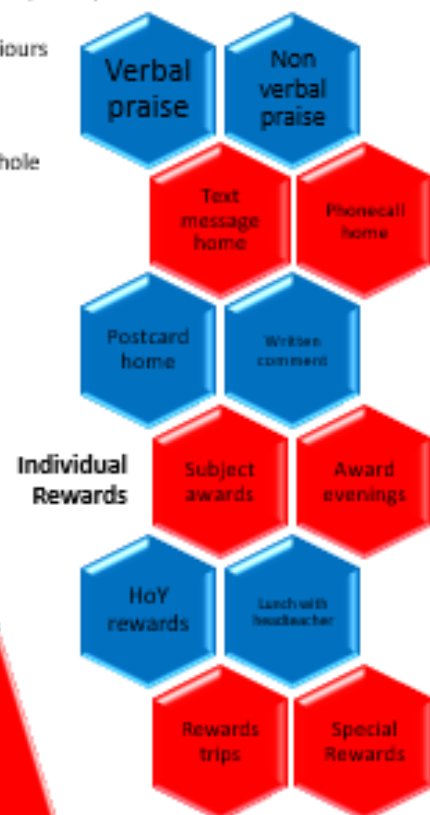 iours
Verbal
praise
Non
verbal
praise
hole
Text
message
home
Phonecall
home
Postcard
home
Written
comment
Individual
Rewards
Subject
awards
Award
evenings
HoY
rewards
Lunch with
headteacher
Rewards
trips
Special
Rewards